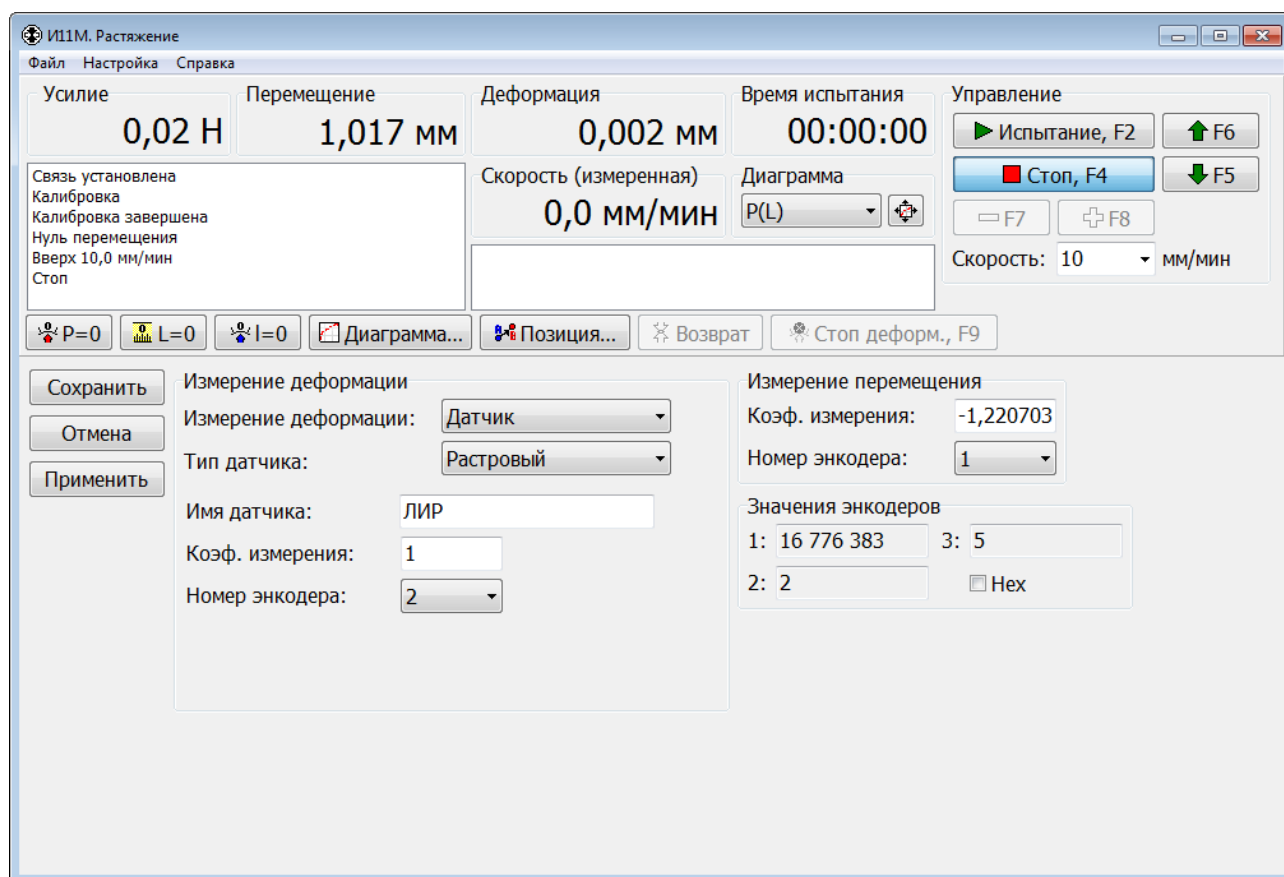 И11М. Растяжение
Файл Настройка Справка
Усилие
0,02 Н
Перемещение
1,017 мм
Деформация
0,002 мм
Время испытания
00:00:00
Управление
Испытание, F2
F6
Стоп, F4
F5
F7
F8
Скорость: 10 мм/мин
Связь установлена
Калибровка
Калибровка завершена
Нуль перемещения
Вверх 10,0 мм/мин
Стоп
Скорость (измеренная)
0,0 мм/мин
Диаграмма
P(L)
P=0
L=0
l=0
Диаграмма...
Позиция...
Возврат
Стоп деформ., F9
Сохранить
Отмена
Применить
Измерение деформации
Измерение деформации: Датчик
Тип датчика: Растровый
Имя датчика: ЛИР
Коэф. измерения: 1
Номер энкодера: 2
Измерение перемещения
Коэф. измерения: -1,220703
Номер энкодера: 1
Значения энкодеров
1: 16 776 383 3: 5
2: 2 Hex